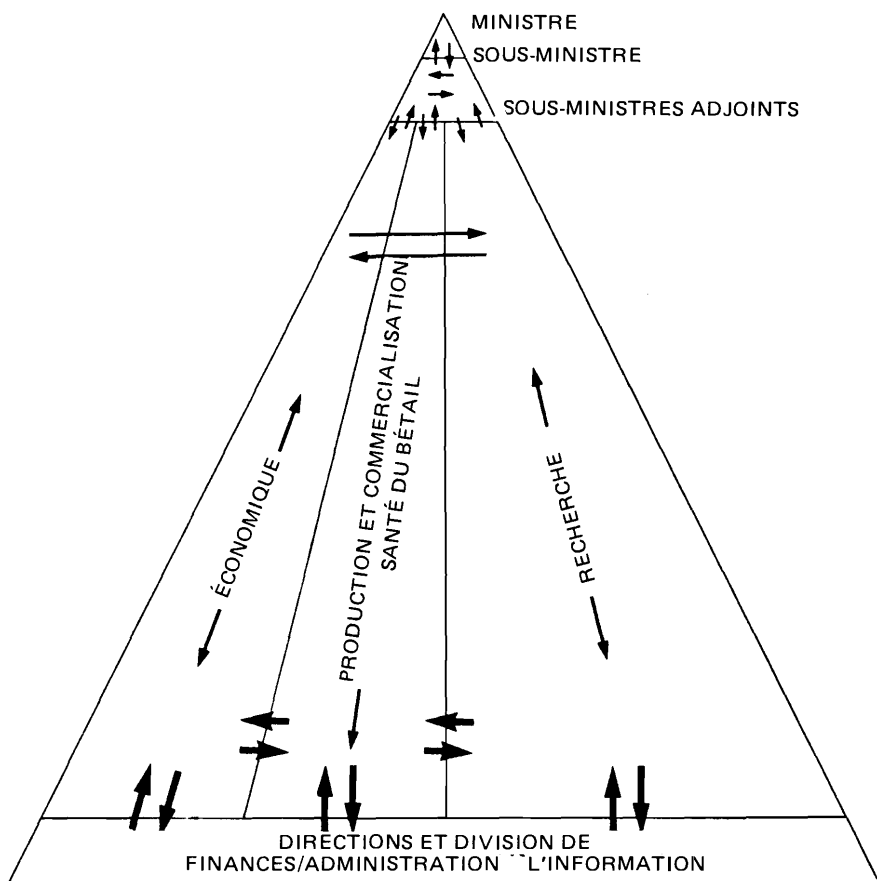 MINISTRE
SOUS-MINISTRE
SOUS-MINISTRES ADJOINTS
ÉCONOMIQUE
PRODUCTION ET COMMERCIALISATION
SANTÉ DU BÉTAIL
RECHERCHE
DIRECTIONS ET DIVISION DE
FINANCES/ADMINISTRATION L'INFORMATION